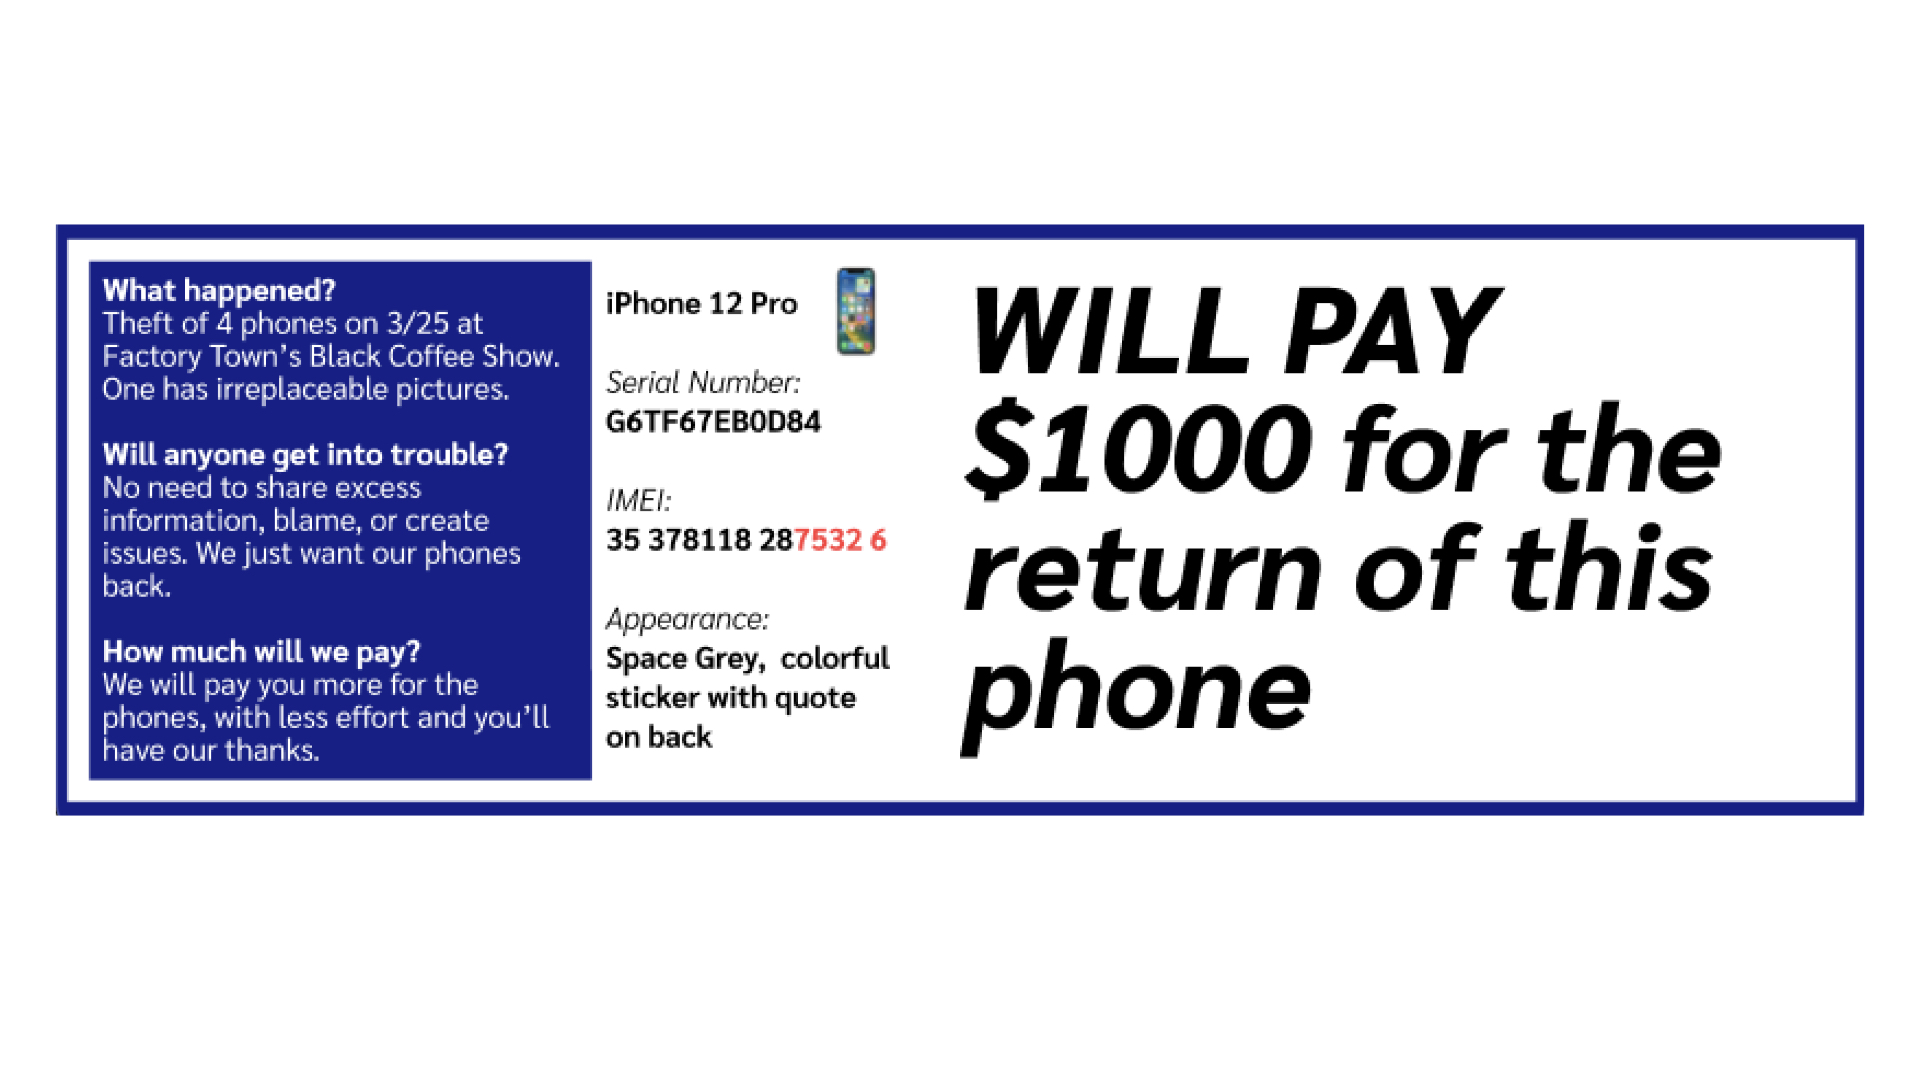 What happened?
Theft of 4 phones on 3/25 at
Factory Town’s Black Coffee Show.
One has irreplaceable pictures.
Will anyone get into trouble?
No need to share excess
information, blame, or create
issues. We just want our phones
back.
How much will we pay?
We will pay you more for the
phones, with less effort and you’ll
have our thanks.
iPhone 12 Pro
Serial Number:
G6TF67EB0D84
IMEI:
35 378118 287532 6
Appearance:
Space Grey,  colorful
sticker with quote
on back
WILL PAY
$1000 for the
return of this
phone